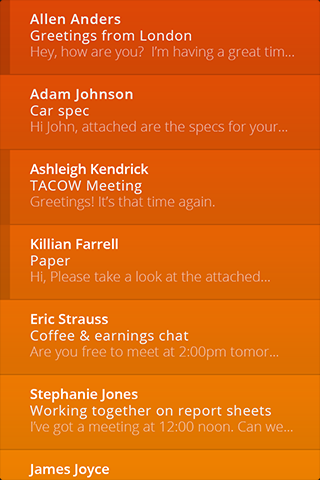 Allen Anders
Greetings from London
Hey, how are you?  I'm having a great tim...
Adam Johnson
Car spec
Hi John, attached are the specs for your...
Ashleigh Kendrick
TACOW Meeting
Greetings! It's that time again.
Killian Farrell
Paper
Hi, Please take a look at the attached...
Eric Strauss
Coffee & earnings chat
Are you free to meet at 2:00pm tomor...
Stephanie Jones
Working together on report sheets
I've got a meeting at 12:00 noon. Can we...
James Joyce